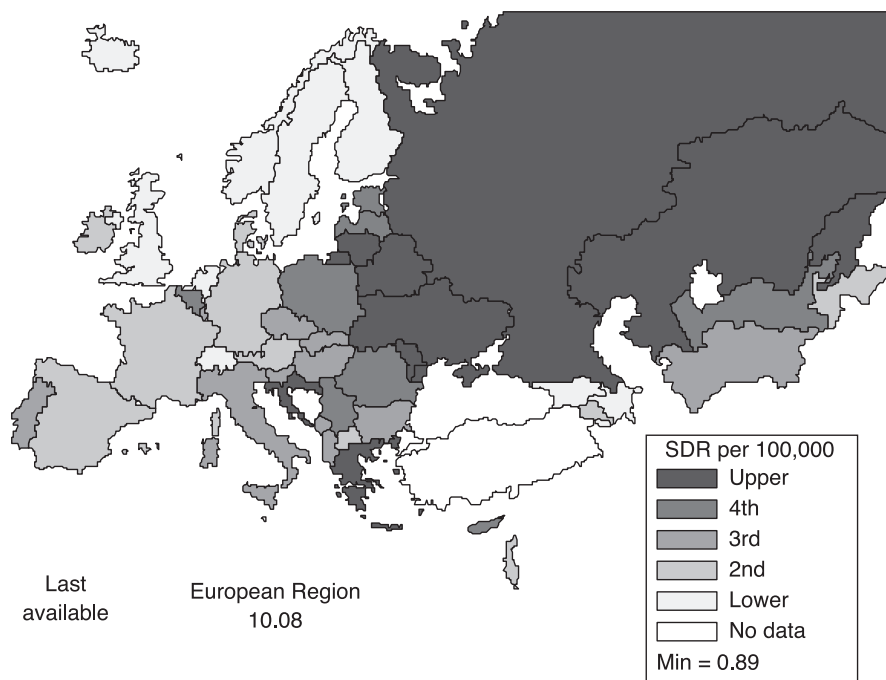 SDR per 100,000
Upper
4th
3rd
2nd
Lower
No data
Min = 0.89
Last
available
European Region
10.08